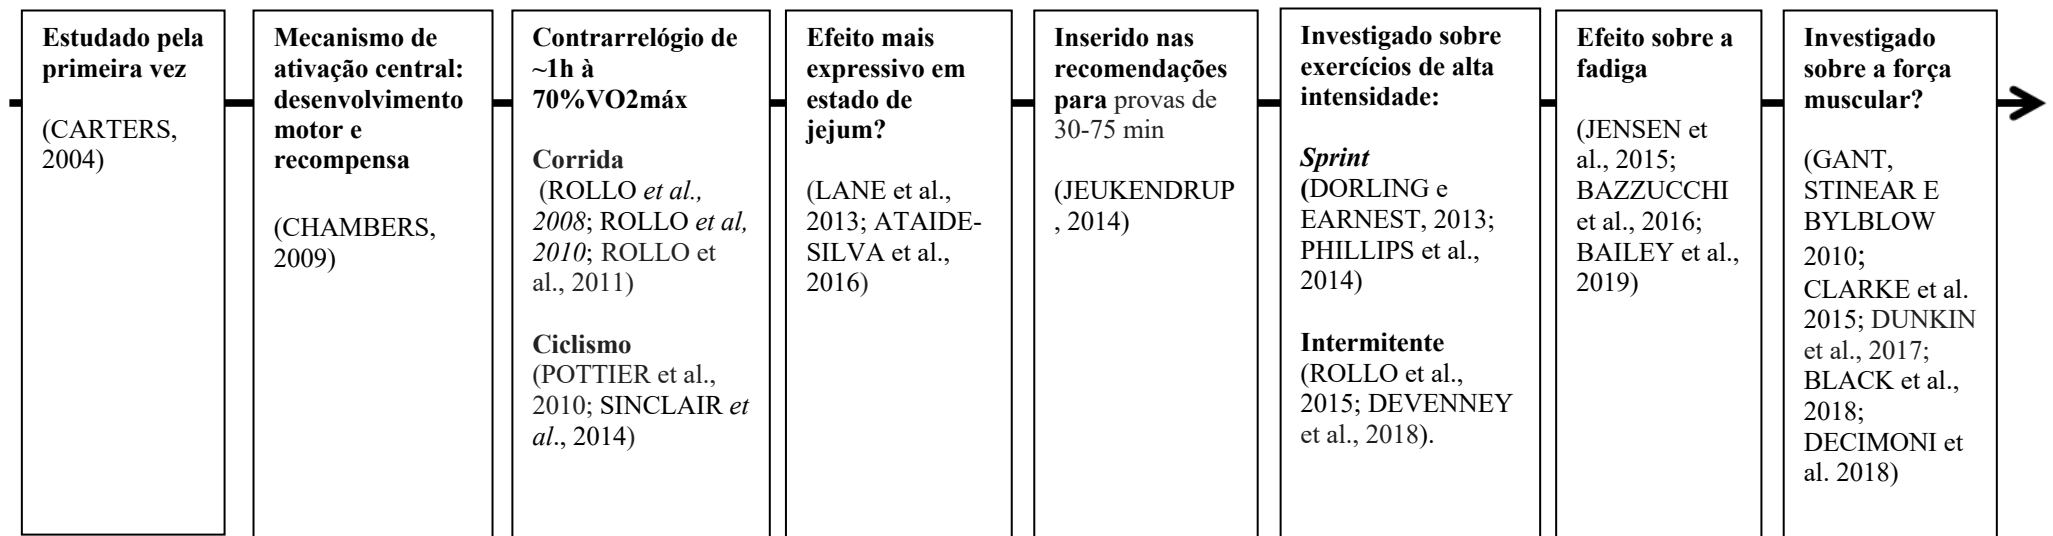 Estudado pela
primeira vez
(CARTERS,
2004)
Mecanismo de
ativação central:
desenvolvimento
motor e
recompensa
(CHAMBERS,
2009)
Contrarrelógio de
~1h à
70%VO2máx
Corrida
(ROLLO et al.,
2008; ROLLO et al,
2010; ROLLO et
al., 2011)
Ciclismo
(POTTIER et al.,
2010; SINCLAIR et
al., 2014)
Efeito mais
expressivo em
estado de
jejum?
(LANE et al.,
2013; ATAIDE-
SILVA et al.,
2016)
Inserido nas
recomendações
para provas de
30-75 min
(JEUKENDRUP
, 2014)
Investigado sobre
exercícios de alta
intensidade:
Sprint
(DORLING e
EARNEST, 2013;
PHILLIPS et al.,
2014)
Intermitente
(ROLLO et al.,
2015; DEVENNEY
et al., 2018).
Efeito sobre a
fadiga
(JENSEN et
al., 2015;
BAZZUCCHI
et al., 2016;
BAILEY et al.,
2019)
Investigado
sobre a força
muscular?
(GANT,
STINEAR E
BYLBLOW
2010;
CLARKE et al.
2015; DUNKIN
et al., 2017;
BLACK et al.,
2018;
DECIMONI et
al. 2018)